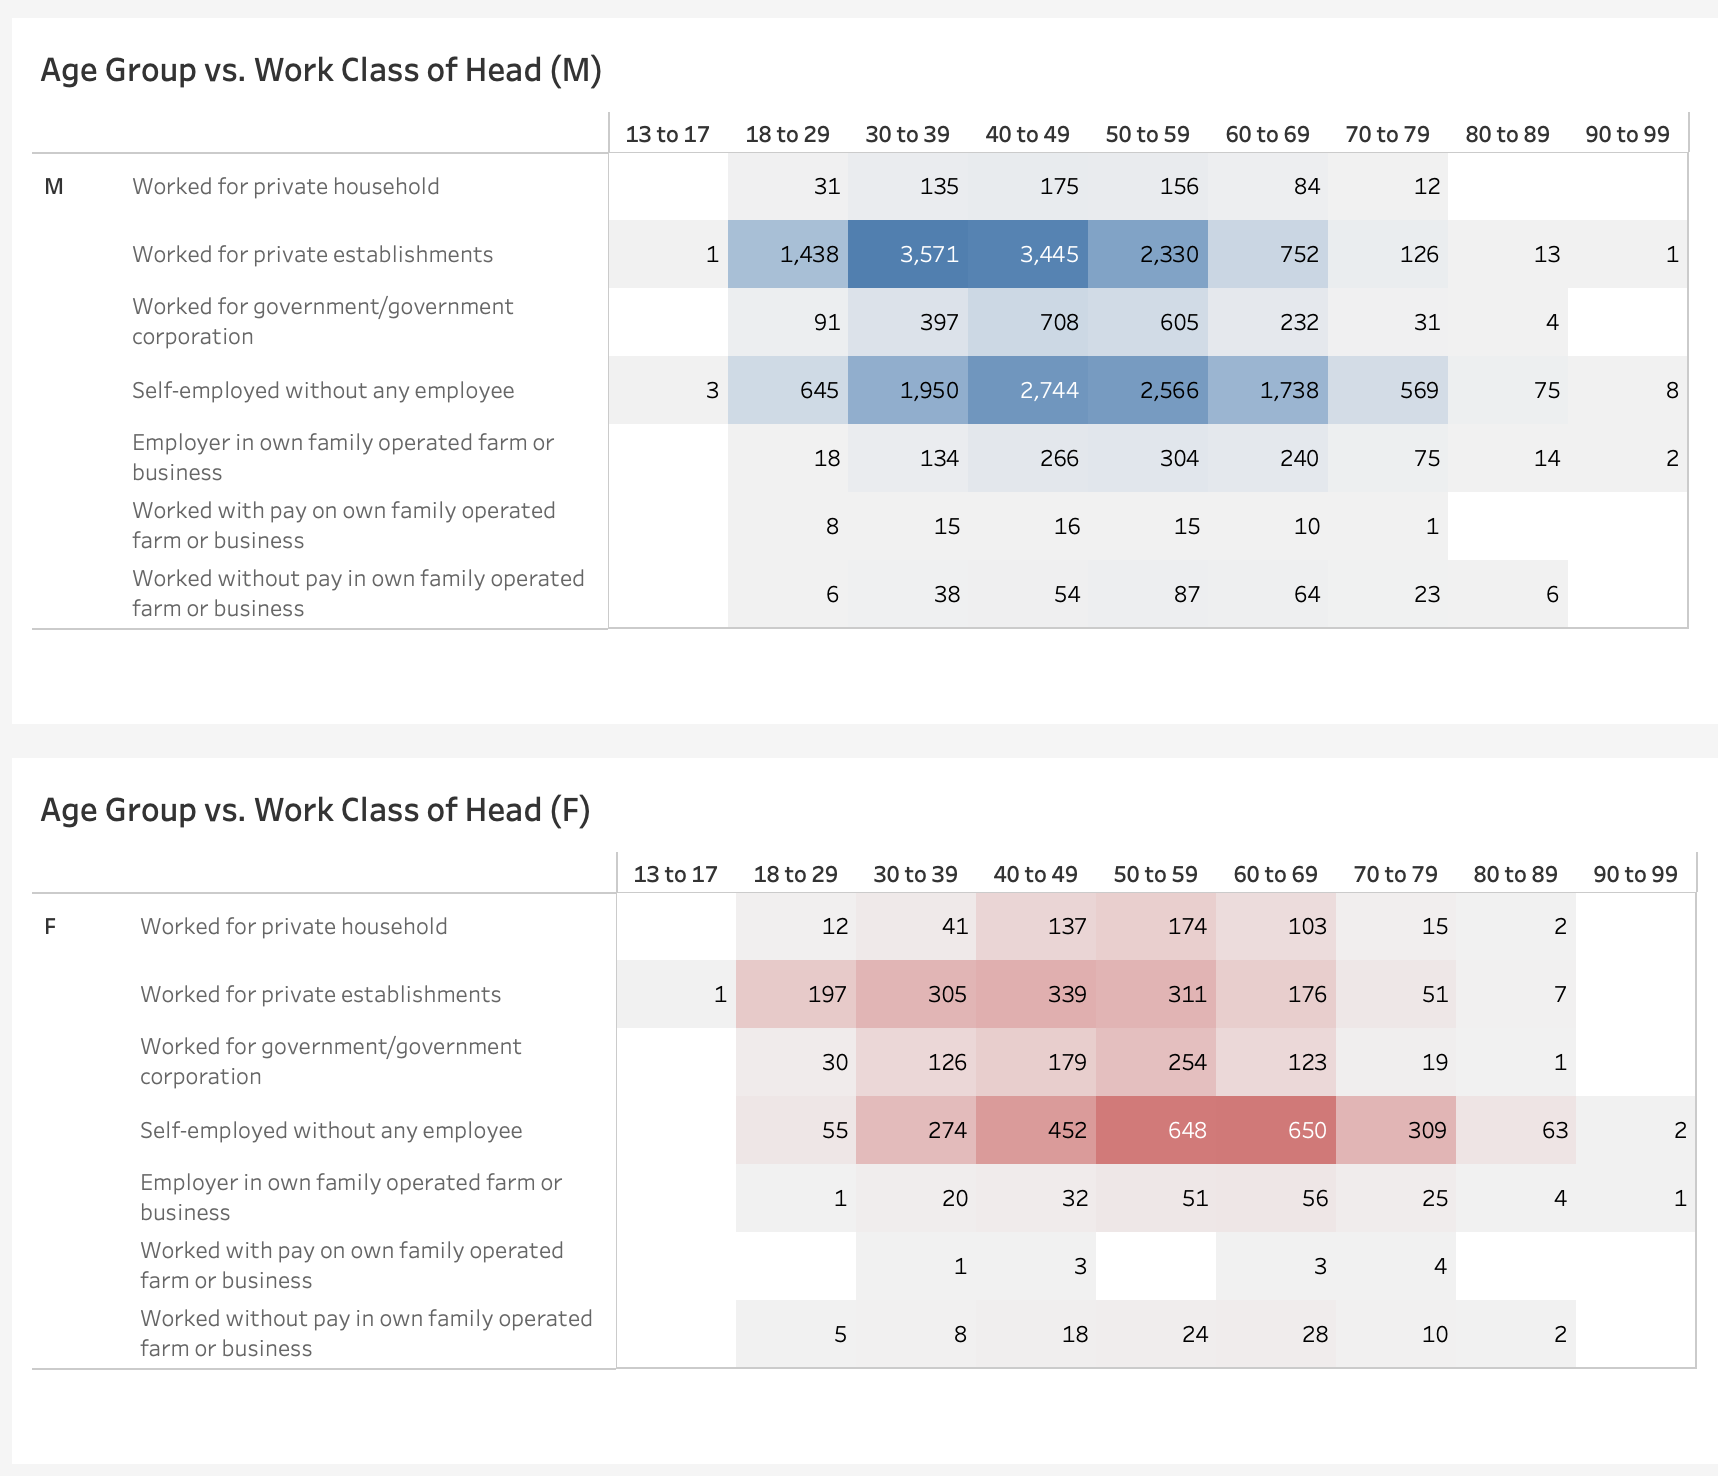 Age Group vs. Work Class of Head (M)
13 to 17 18 to 29 30 to 39 40 to 49 50 to 59 60 to 69 70 to 79 80 to 89 90 to 99
M Worked for private household 31 135 175 156 84 12
Worked for private establishments 1 1,438 3,571 3,445 2,330 752 126 13 1
Worked for government/government
corporation 91 397 708 605 232 31 4
Self-employed without any employee 3 645 1,950 2,744 2,566 1,738 569 75 8
Employer in own family operated farm or
business 18 134 266 304 240 75 14 2
Worked with pay on own family operated
farm or business 8 15 16 15 10 1
Worked without pay in own family operated
farm or business 6 38 54 87 64 23 6
Age Group vs. Work Class of Head (F)
13 to 17 18 to 29 30 to 39 40 to 49 50 to 59 60 to 69 70 to 79 80 to 89 90 to 99
F Worked for private household 12 41 137 174 103 15 2
Worked for private establishments 1 197 305 339 311 176 51 7
Worked for government/government
corporation 30 126 179 254 123 19 1
Self-employed without any employee 55 274 452 648 650 309 63 2
Employer in own family operated farm or
business 1 20 32 51 56 25 4 1
Worked with pay on own family operated
farm or business 1 3 3 4
Worked without pay in own family operated
farm or business 5 8 18 24 28 10 2